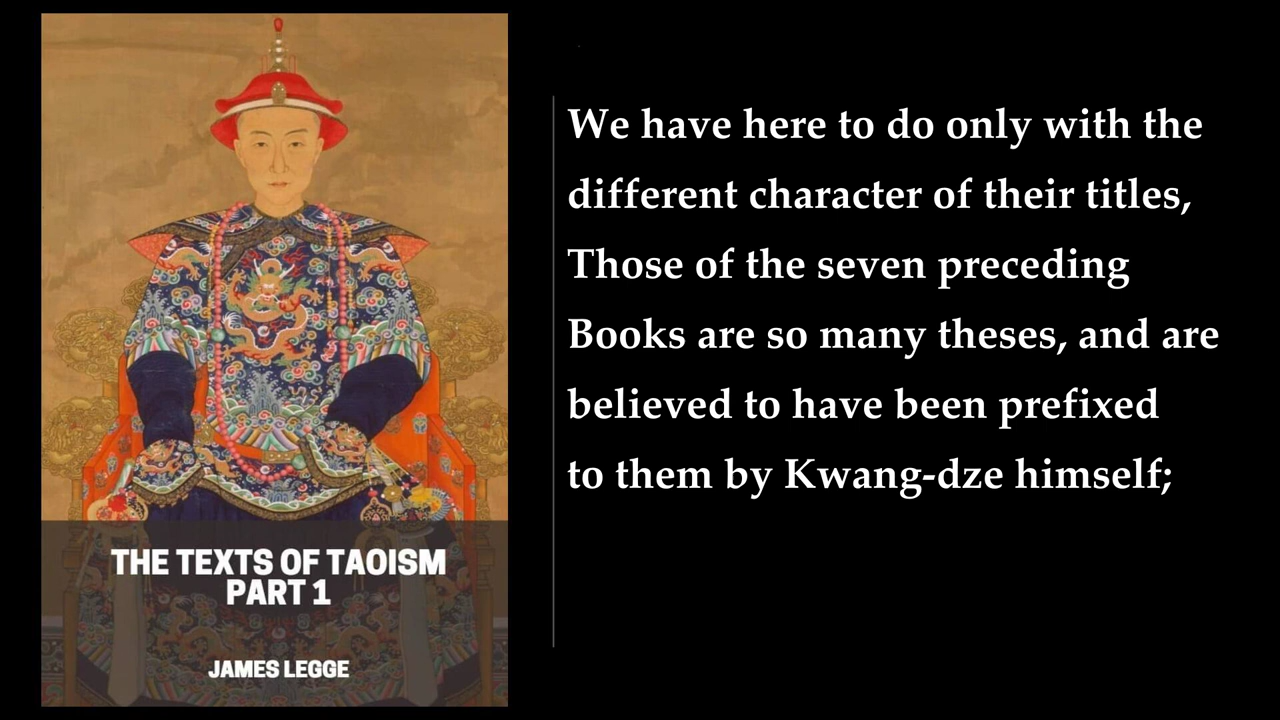 THE TEXTS OF TAOISM
PART 1
JAMES LEGGE
We have here to do only with the
different character of their titles,
Those of the seven preceding
Books are so many theses, and are
believed to have been prefixed
to them by Kwang-dze himself;